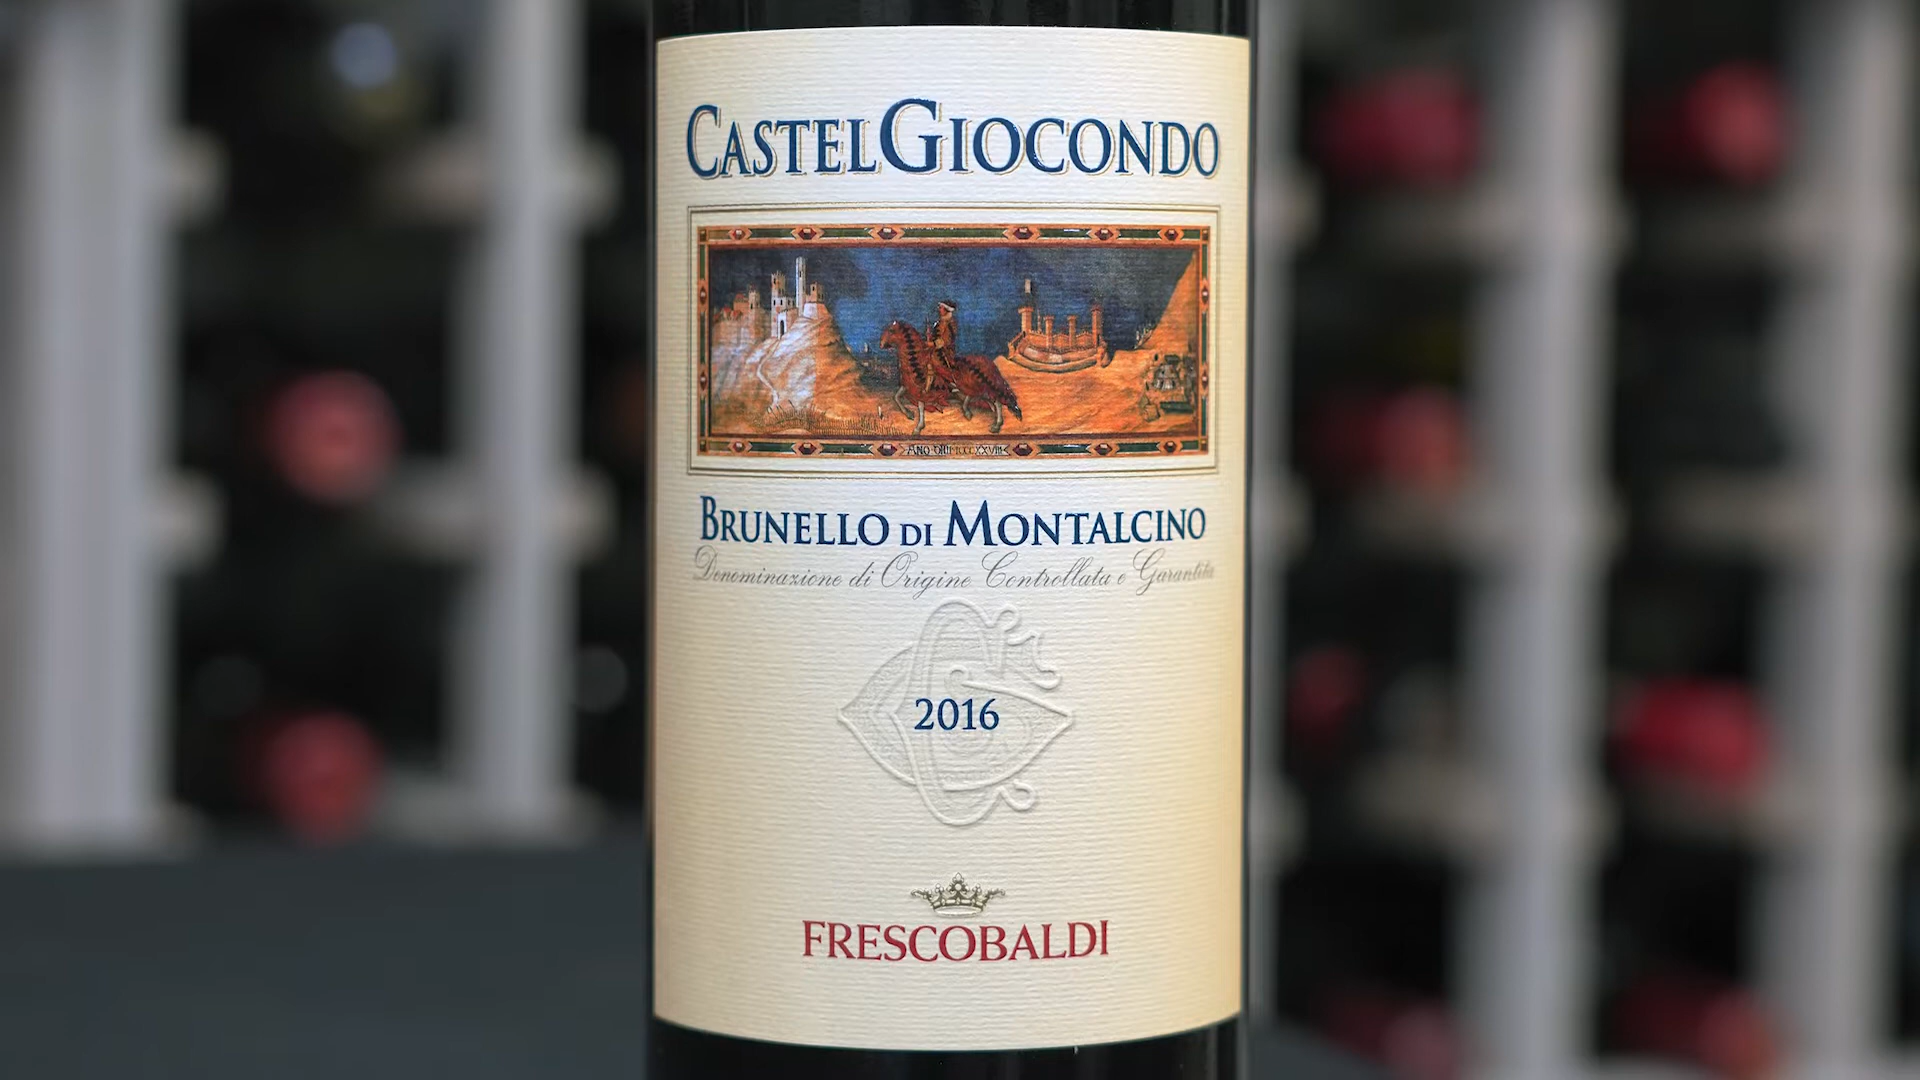 CASTELGIOCONDO
BRUNELLO DI MONTALCINO
Denominazione di Origine Controllata e Garantita
2016
FRESCOBALDI